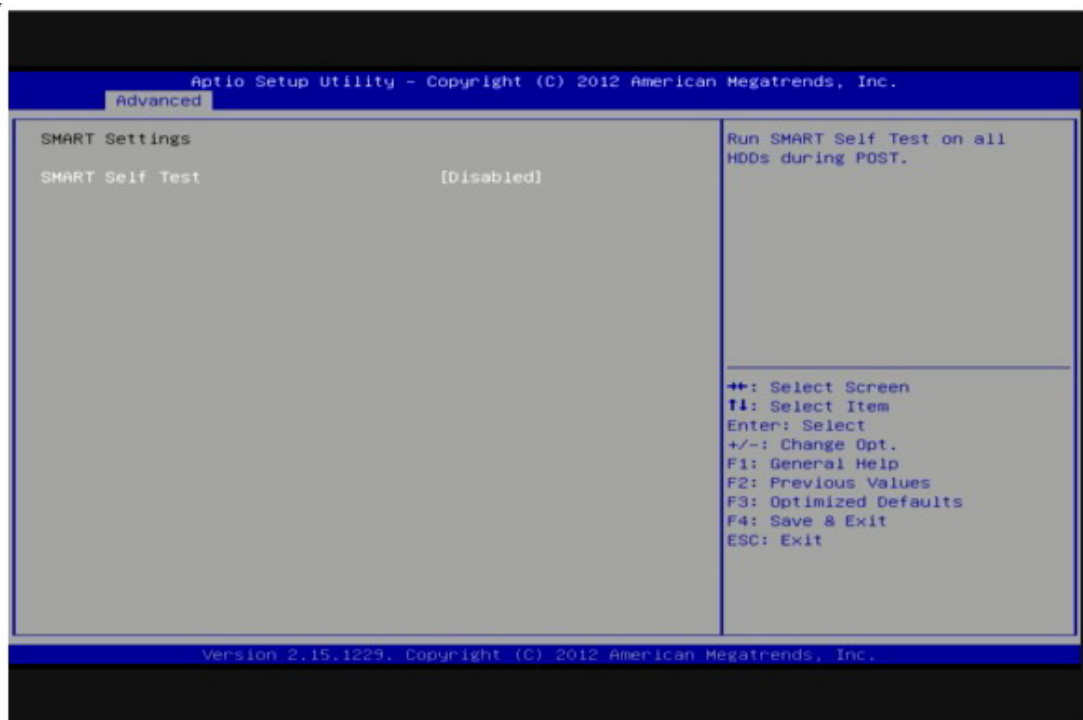 Aptio Setup Utility – Copyright (C) 2012 American Megatrends, Inc.
Advanced
SMART Settings
SMART Self Test [Disabled]
Run SMART Self Test on all
HDDs during POST.
→←: Select Screen
↑↓: Select Item
Enter: Select
+/-: Change Opt.
F1: General Help
F2: Previous Values
F3: Optimized Defaults
F4: Save & Exit
ESC: Exit
Version 2.15.1229. Copyright (C) 2012 American Megatrends, Inc.